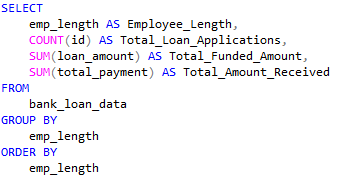 SELECT
emp_length AS Employee_Length,
COUNT(id) AS Total_Loan_Applications,
SUM(loan_amount) AS Total_Funded_Amount,
SUM(total_payment) AS Total_Amount_Received
FROM
bank_loan_data
GROUP BY
emp_length
ORDER BY
emp_length